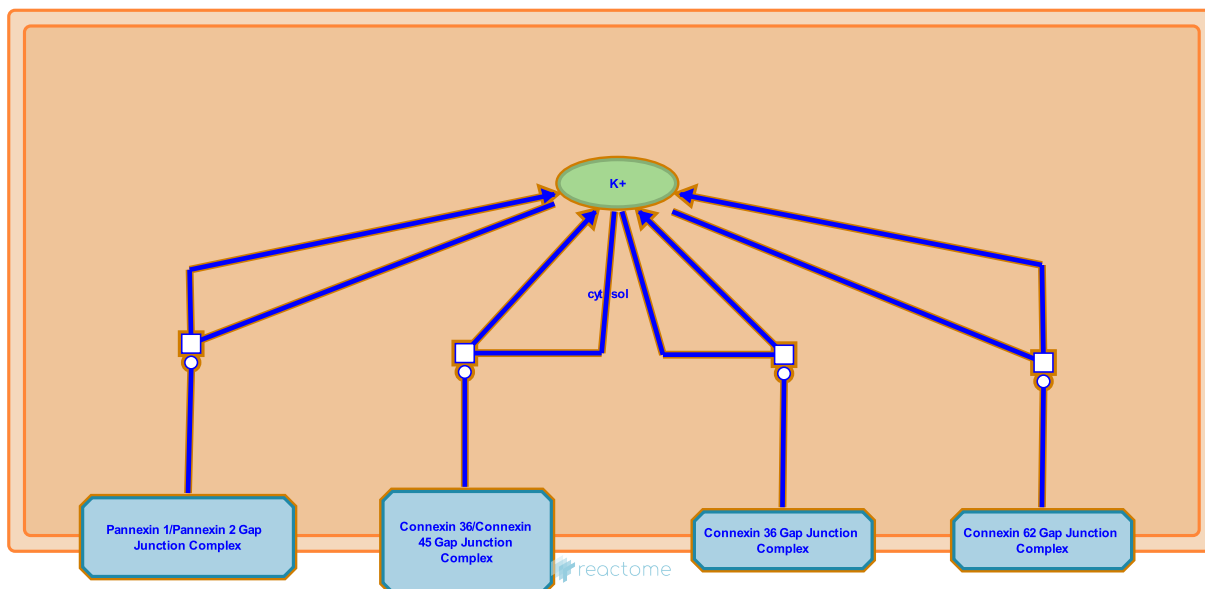 K+
cytosol
Pannexin 1/Pannexin 2 Gap
Junction Complex
Connexin 36/Connexin
45 Gap Junction
Complex
Connexin 36 Gap Junction
Complex
Connexin 62 Gap Junction
Complex
reactome